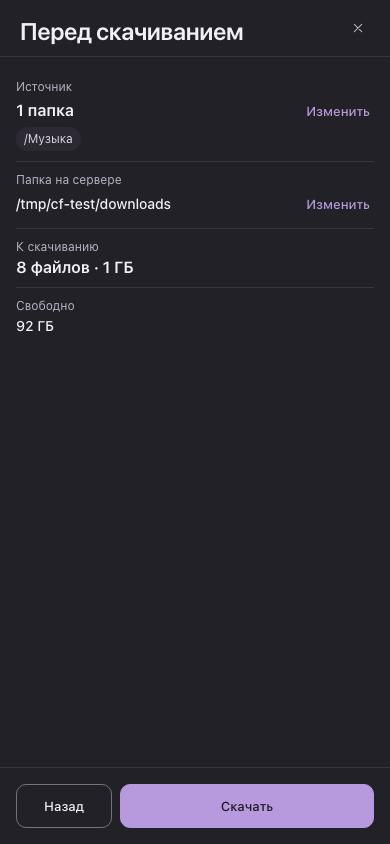 Перед скачиванием
Источник
1 папка
Изменить
/Музыка
Папка на сервере
/tmp/cf-test/downloads
Изменить
К скачиванию
8 файлов · 1 ГБ
Свободно
92 ГБ
Назад
Скачать